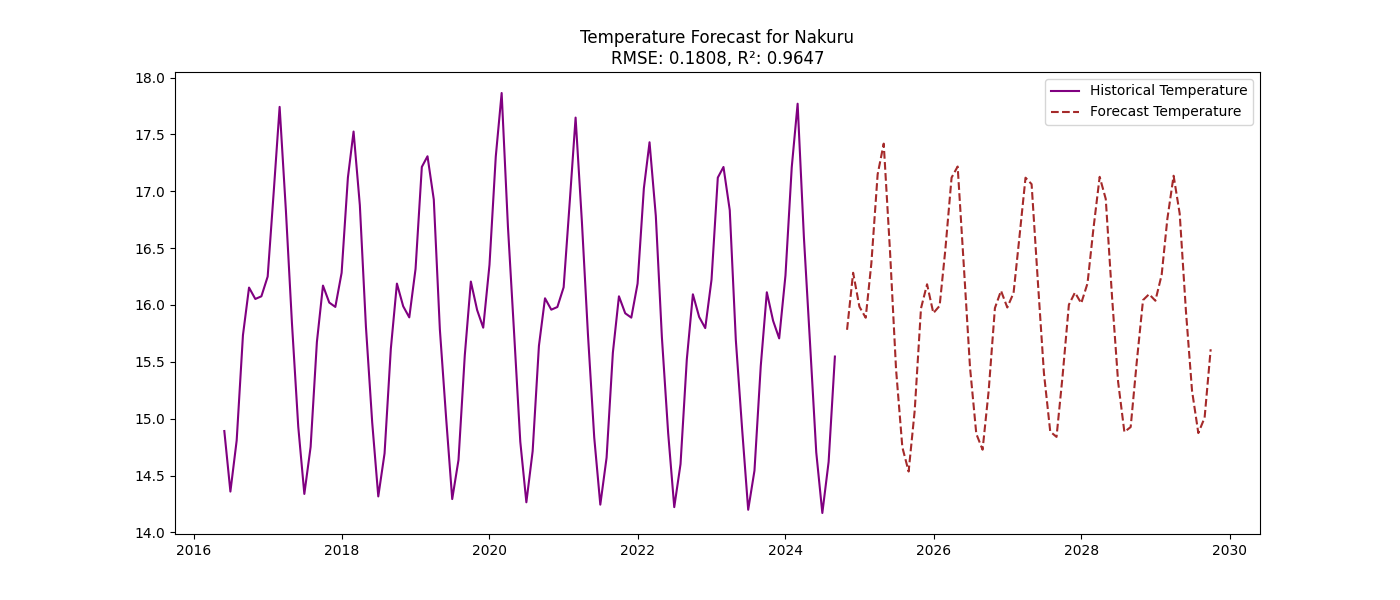 Temperature Forecast for Nakuru
RMSE: 0.1808, R²: 0.9647
Historical Temperature
Forecast Temperature
18.0
17.5
17.0
16.5
16.0
15.5
15.0
14.5
14.0
2016 2018 2020 2022 2024 2026 2028 2030